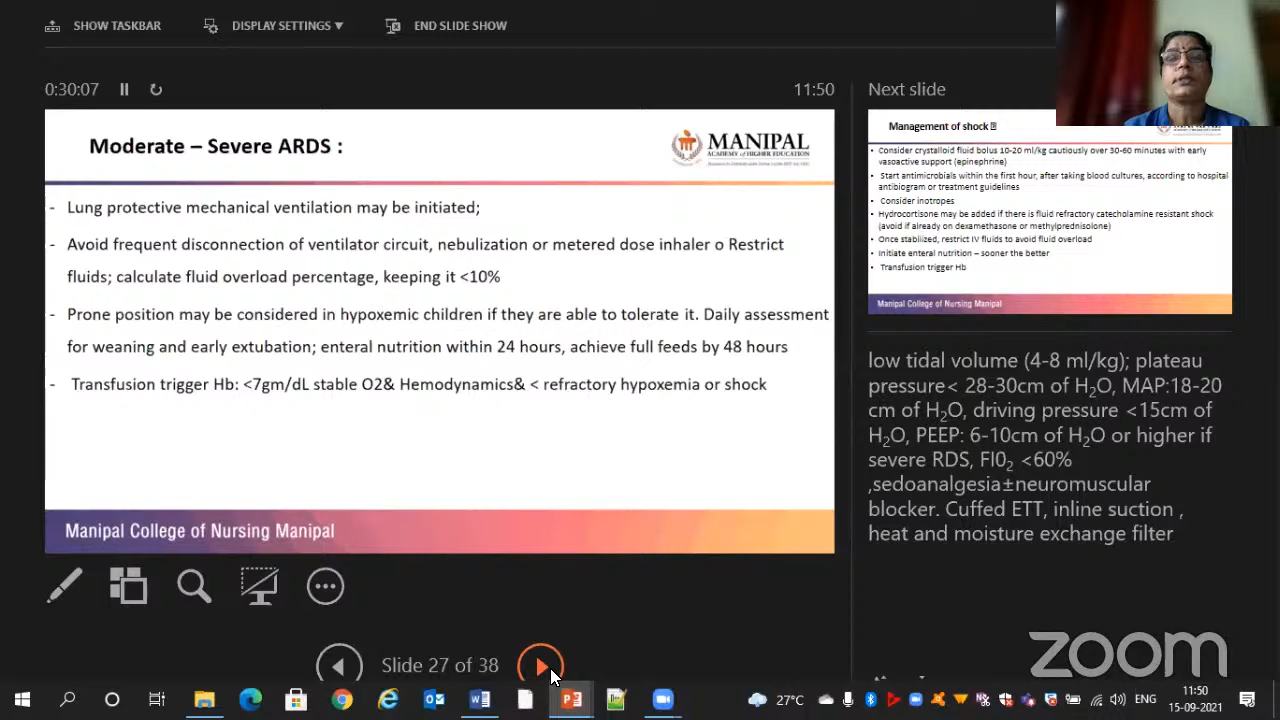 SHOW TASKBAR
DISPLAY SETTINGS ▼
END SLIDE SHOW
0:30:07
11:50
Moderate – Severe ARDS :
MANIPAL
ACADEMY of HIGHER EDUCATION
- Lung protective mechanical ventilation may be initiated;
- Avoid frequent disconnection of ventilator circuit, nebulization or metered dose inhaler o Restrict
fluids; calculate fluid overload percentage, keeping it <10%
- Prone position may be considered in hypoxemic children if they are able to tolerate it. Daily assessment
for weaning and early extubation; enteral nutrition within 24 hours, achieve full feeds by 48 hours
- Transfusion trigger Hb: <7gm/dL stable O2& Hemodynamics& < refractory hypoxemia or shock
Manipal College of Nursing Manipal
Slide 27 of 38
Next slide
Management of shock
• Consider crystalloid fluid bolus 10-20 ml/kg cautiously over 30-60 minutes with early
vasoactive support (epinephrine)
• Start antimicrobials within the first hour, after taking blood cultures, according to hospital
antibiogram or treatment guidelines
• Consider inotropes
• Hydrocortisone may be added if there is fluid refractory catecholamine resistant shock
(avoid if already on dexamethasone or methylprednisolone)
• Once stabilized, restrict IV fluids to avoid fluid overload
• Initiate enteral nutrition – sooner the better
• Transfusion trigger Hb
Manipal College of Nursing Manipal
low tidal volume (4-8 ml/kg); plateau
pressure< 28-30cm of H₂O, MAP:18-20
cm of H₂O, driving pressure <15cm of
H₂O, PEEP: 6-10cm of H₂O or higher if
severe RDS, FI0₂ <60%
,sedoanalgesia±neuromuscular
blocker. Cuffed ETT, inline suction ,
heat and moisture exchange filter
zoom
27°C
ENG
11:50
15-09-2021